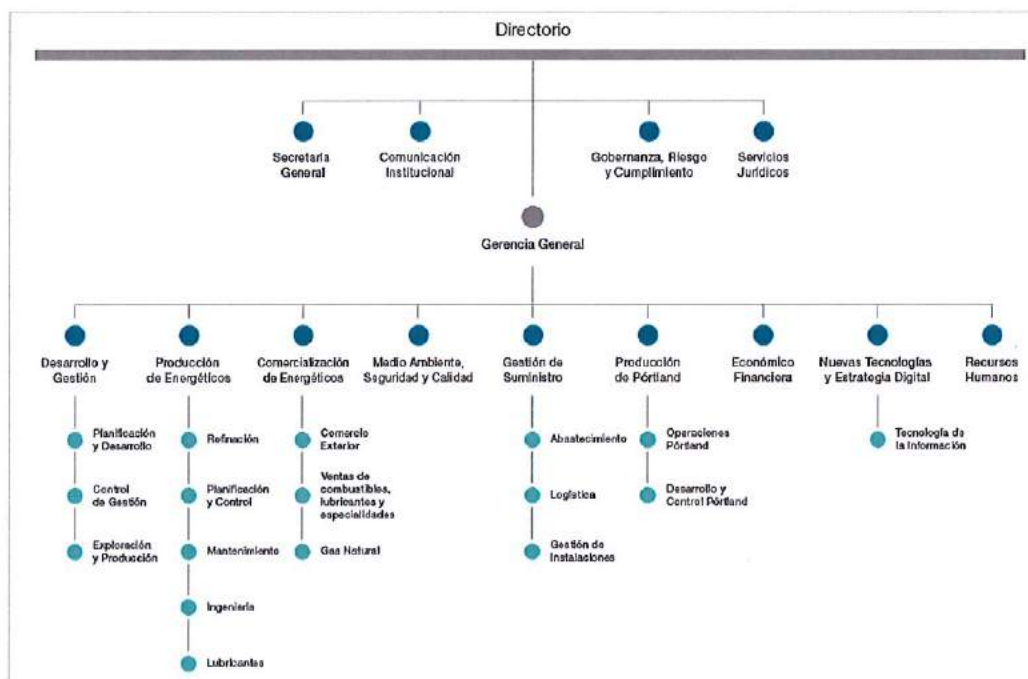 Directorio
Secretaría
General
Comunicación
Institucional
Gobernanza, Riesgo
y Cumplimiento
Servicios
Jurídicos
Gerencia General
Desarrollo y
Gestión
Producción
de Energéticos
Comercialización
de Energéticos
Medio Ambiente,
Seguridad y Calidad
Gestión de
Suministro
Producción
de Pórtland
Económico
Financiera
Nuevas Tecnologías
y Estrategia Digital
Recursos
Humanos
Planificación
y Desarrollo
Control
de Gestión
Exploración
y Producción
Refinación
Planificación
y Control
Mantenimiento
Ingeniería
Lubricantes
Comercio
Exterior
Ventas de
combustibles,
lubricantes y
especialidades
Gas Natural
Abastecimiento
Logística
Gestión de
Instalaciones
Operaciones
Pórtland
Desarrollo y
Control Pórtland
Tecnología de
la Información